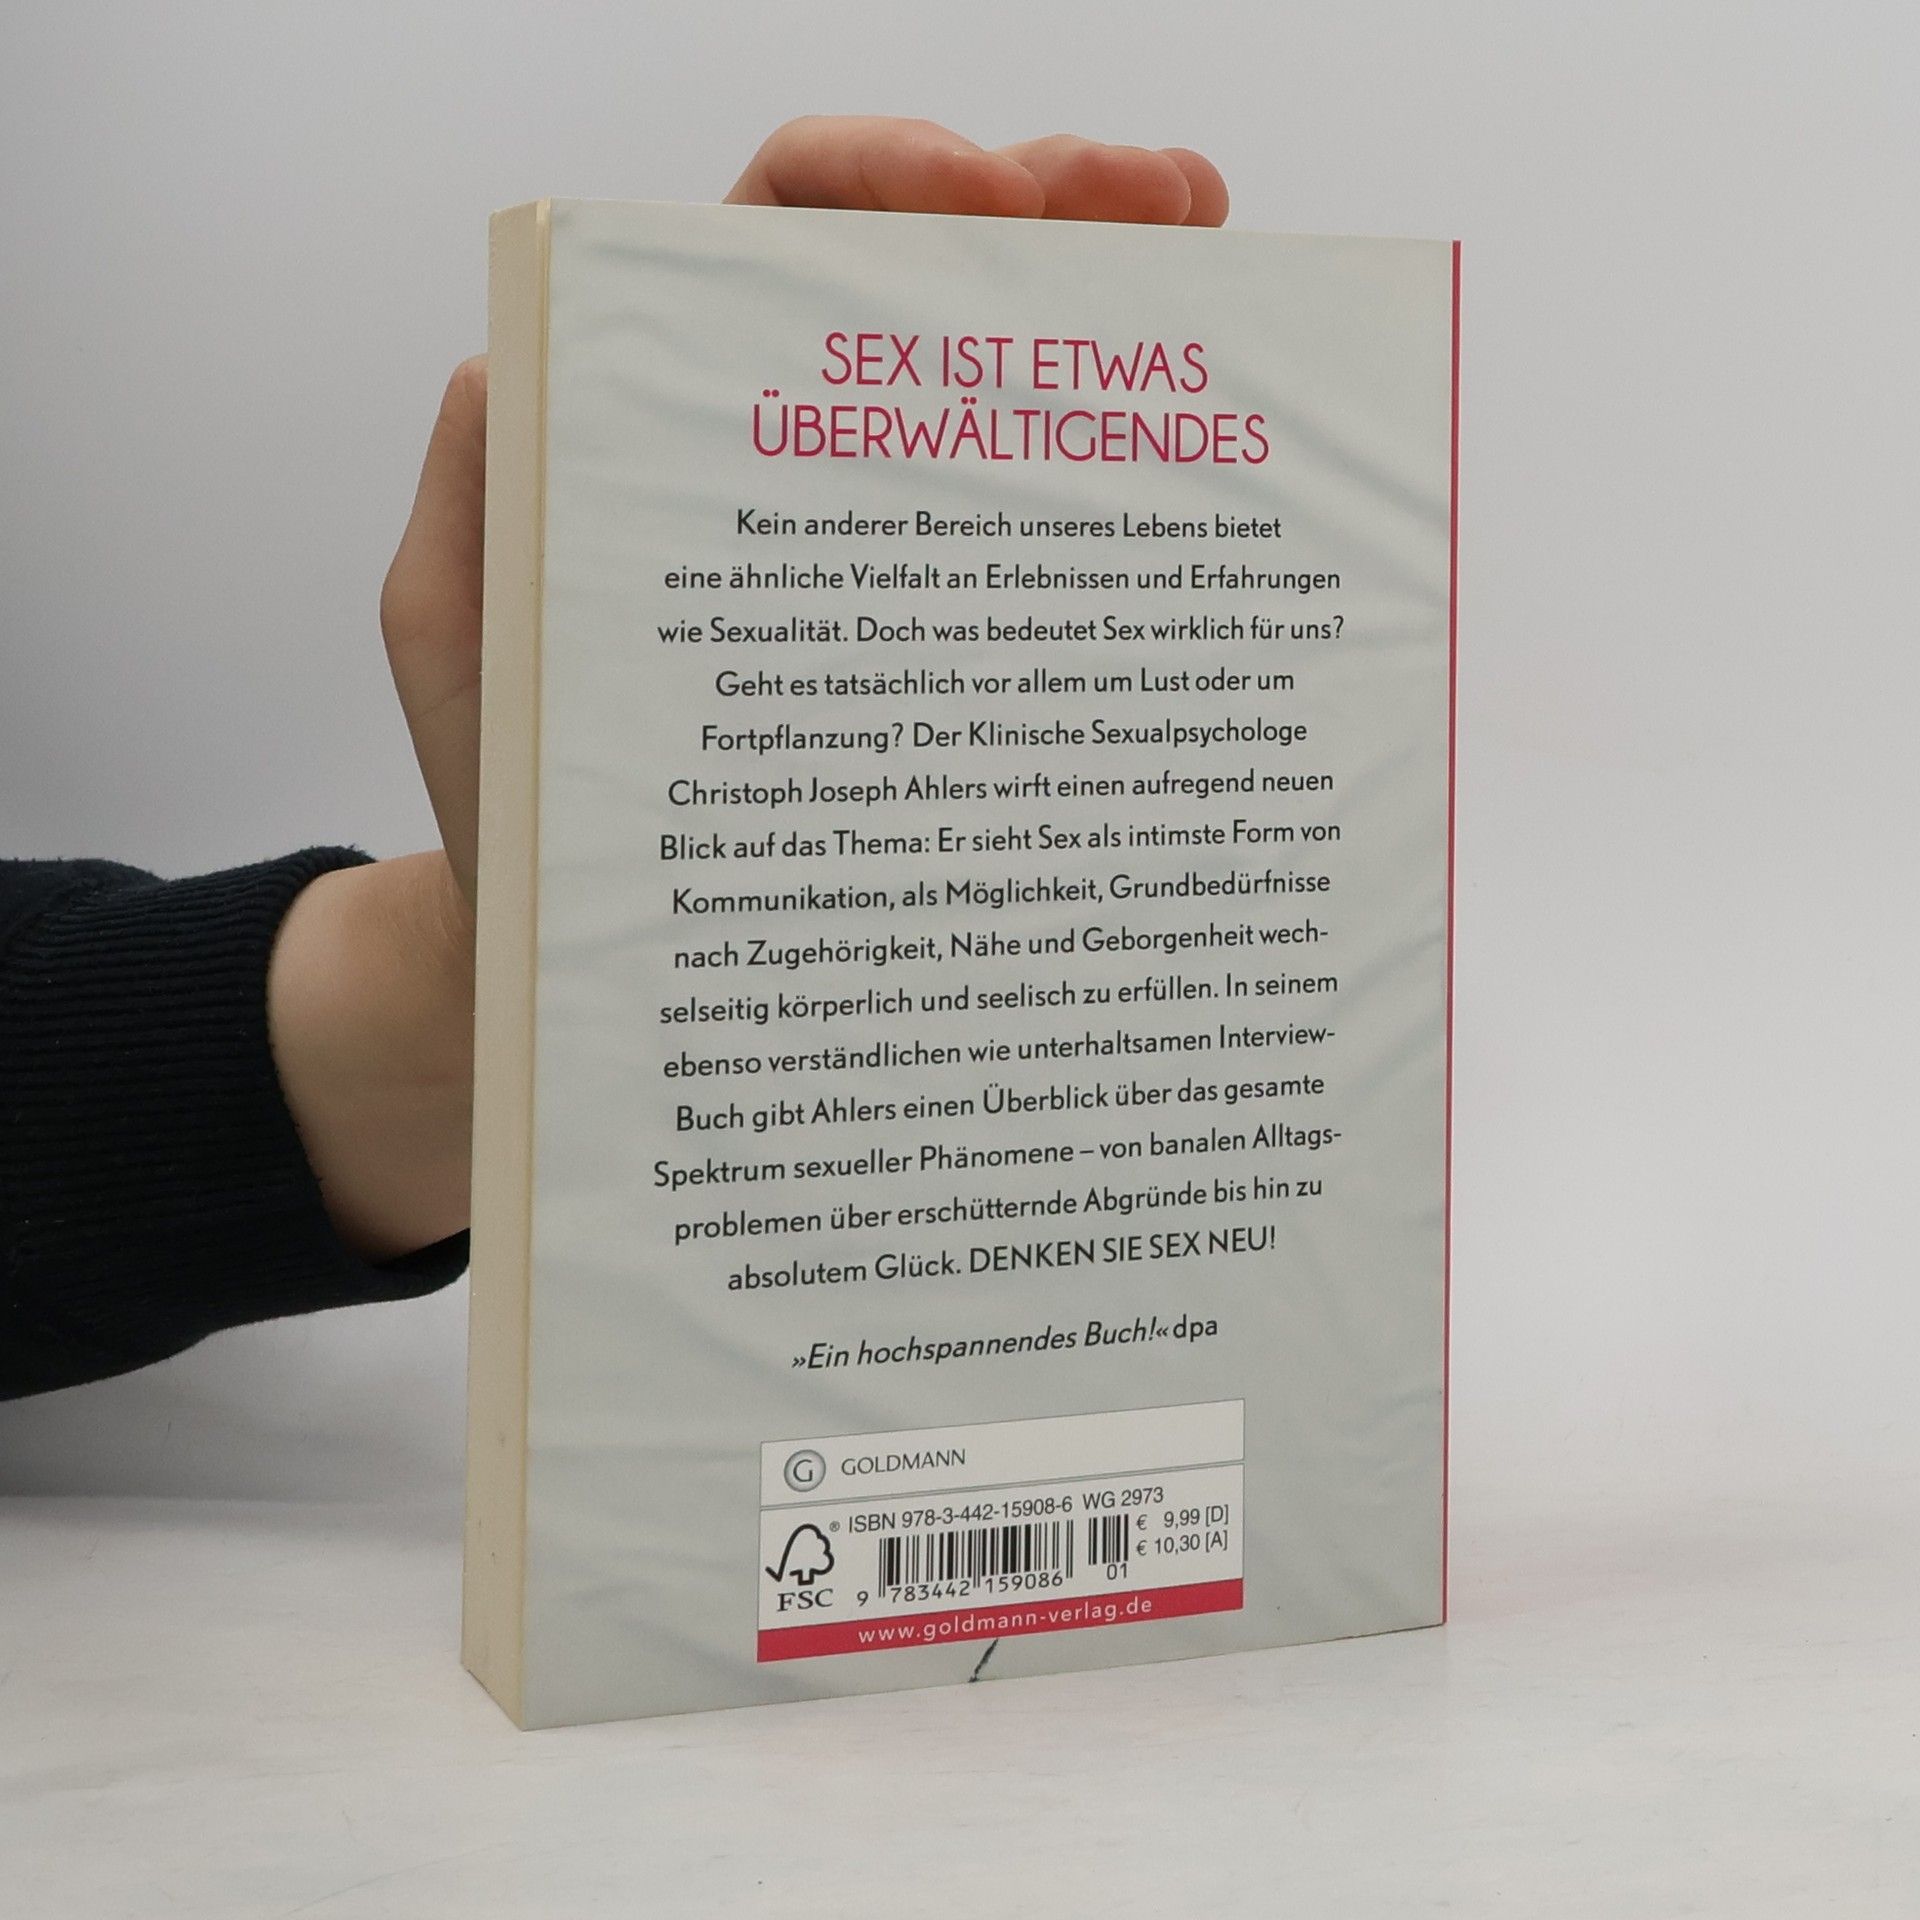 SEX IST ETWAS
ÜBERWÄLTIGENDES
Kein anderer Bereich unseres Lebens bietet
eine ähnliche Vielfalt an Erlebnissen und Erfahrungen
wie Sexualität. Doch was bedeutet Sex wirklich für uns?
Geht es tatsächlich vor allem um Lust oder um
Fortpflanzung? Der Klinische Sexualpsychologe
Christoph Joseph Ahlers wirft einen aufregend neuen
Blick auf das Thema: Er sieht Sex als intimste Form von
Kommunikation, als Möglichkeit, Grundbedürfnisse
nach Zugehörigkeit, Nähe und Geborgenheit wech-
selseitig körperlich und seelisch zu erfüllen. In seinem
ebenso verständlichen wie unterhaltsamen Interview-
Buch gibt Ahlers einen Überblick über das gesamte
Spektrum sexueller Phänomene – von banalen Alltags-
problemen über erschütternde Abgründe bis hin zu
absolutem Glück. DENKEN SIE SEX NEU!
»Ein hochspannendes Buch!« dpa
G GOLDMANN
ISBN 978-3-442-15908-6 WG 2973
€ 9,99 [D]
€ 10,30 [A]
® FSC
9 783442 159086 01
www.goldmann-verlag.de